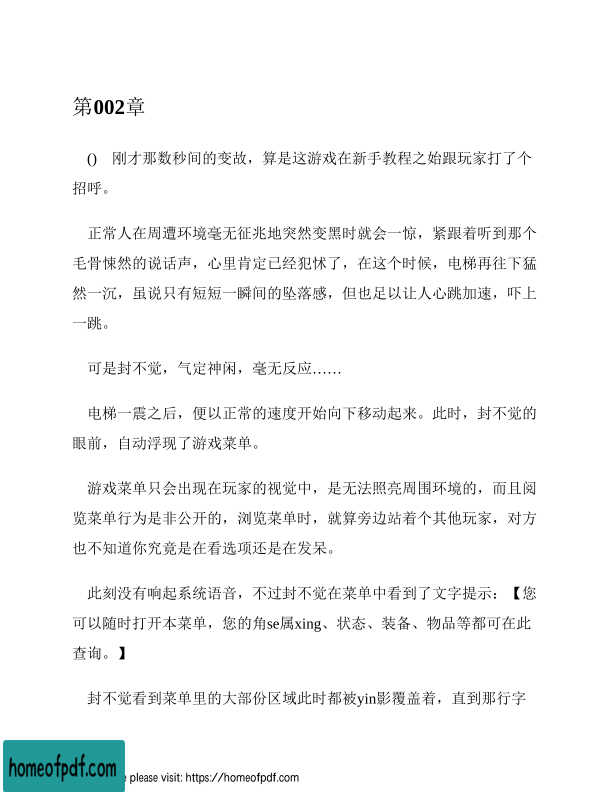 第002章
() 刚才那数秒间的变故，算是这游戏在新手教程之始跟玩家打了个
招呼。
正常人在周遭环境毫无征兆地突然变黑时就会一惊，紧跟着听到那个
毛骨悚然的说话声，心里肯定已经犯怵了，在这个时候，电梯再往下猛
然一沉，虽说只有短短一瞬间的坠落感，但也足以让人心跳加速，吓上
一跳。
可是封不觉，气定神闲，毫无反应……
电梯一震之后，便以正常的速度开始向下移动起来。此时，封不觉的
眼前，自动浮现了游戏菜单。
游戏菜单只会出现在玩家的视觉中，是无法照亮周围环境的，而且阅
览菜单行为是非公开的，浏览菜单时，就算旁边站着个其他玩家，对方
也不知道你究竟是在看选项还是在发呆。
此刻没有响起系统语音，不过封不觉在菜单中看到了文字提示：【您
可以随时打开本菜单，您的角se属xing、状态、装备、物品等都可在此
查询。】
封不觉看到菜单里的大部份区域此时都被yin影覆盖着，直到那行字
homeofpdf.com
e please visit: https://homeofpdf.com